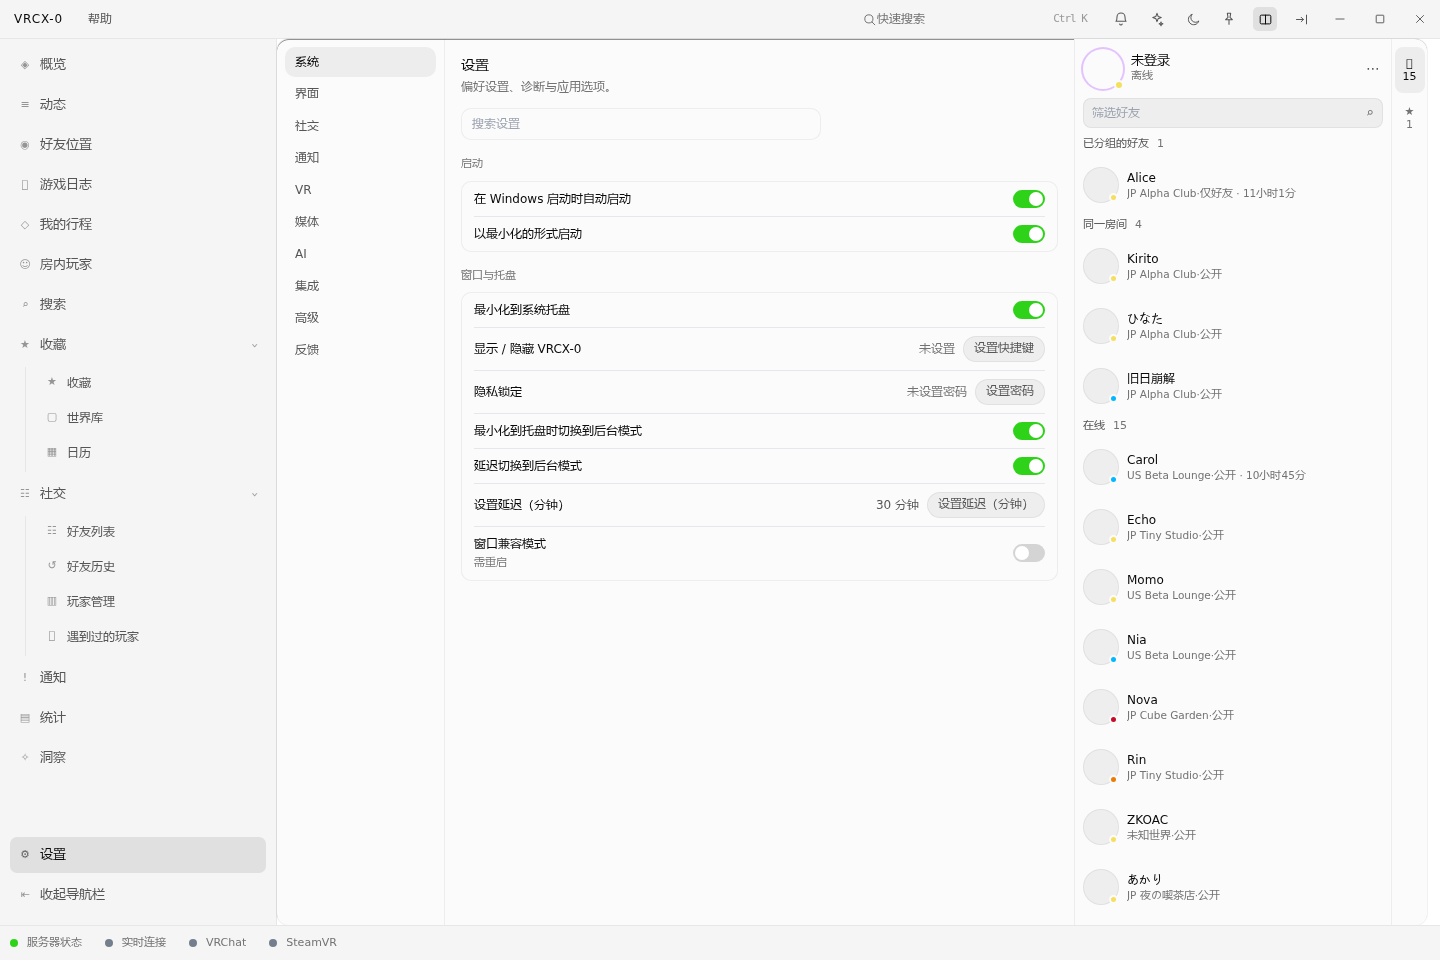 VRCX-0
帮助
快速搜索
Ctrl K
概览
动态
好友位置
游戏日志
我的行程
房内玩家
搜索
收藏
收藏
世界库
日历
社交
好友列表
好友历史
玩家管理
遇到过的玩家
通知
统计
洞察
设置
收起导航栏
系统
界面
社交
通知
VR
媒体
AI
集成
高级
反馈
设置
偏好设置、诊断与应用选项。
搜索设置
启动
在 Windows 启动时自动启动
以最小化的形式启动
窗口与托盘
最小化到系统托盘
显示 / 隐藏 VRCX-0
未设置
设置快捷键
隐私锁定
未设置密码
设置密码
最小化到托盘时切换到后台模式
延迟切换到后台模式
设置延迟（分钟）
30 分钟
设置延迟（分钟）
窗口兼容模式
需重启
未登录
离线
筛选好友
已分组的好友 1
Alice
JP Alpha Club·仅好友 · 11小时1分
同一房间 4
Kirito
JP Alpha Club·公开
ひなた
JP Alpha Club·公开
旧日崩解
JP Alpha Club·公开
在线 15
Carol
US Beta Lounge·公开 · 10小时45分
Echo
JP Tiny Studio·公开
Momo
US Beta Lounge·公开
Nia
US Beta Lounge·公开
Nova
JP Cube Garden·公开
Rin
JP Tiny Studio·公开
ZKOAC
未知世界·公开
あかり
JP 夜の喫茶店·公开
15
1
服务器状态
实时连接
VRChat
SteamVR